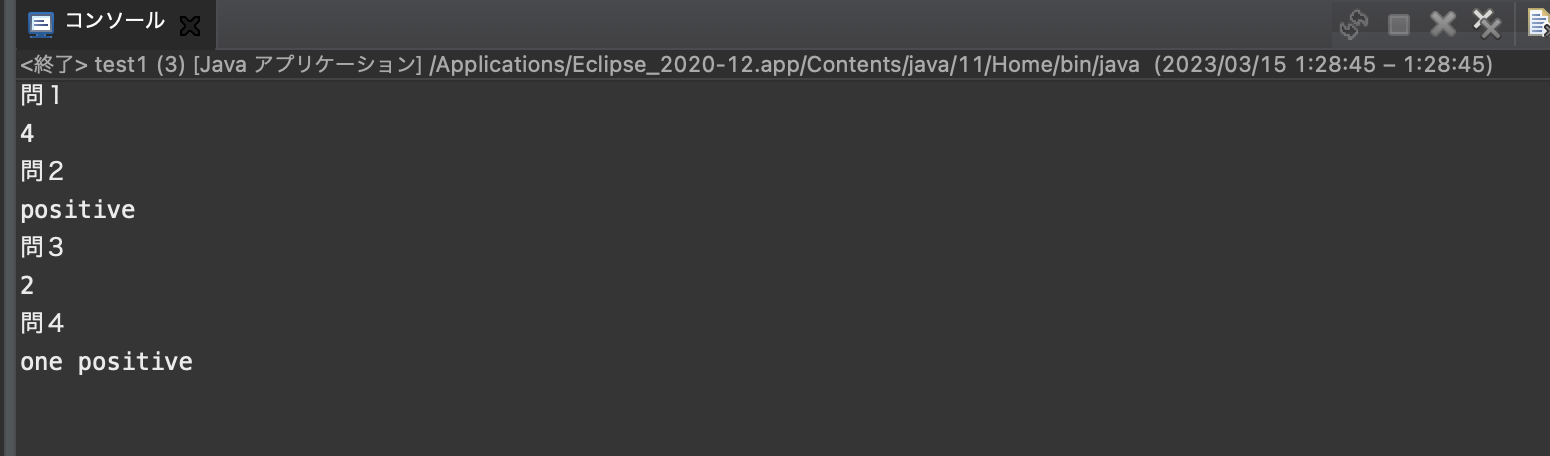 コンソール
<終了> test1 (3) [Java アプリケーション] /Applications/Eclipse_2020-12.app/Contents/java/11/Home/bin/java  (2023/03/15 1:28:45 – 1:28:45)
問１
4
問２
positive
問３
2
問４
one positive